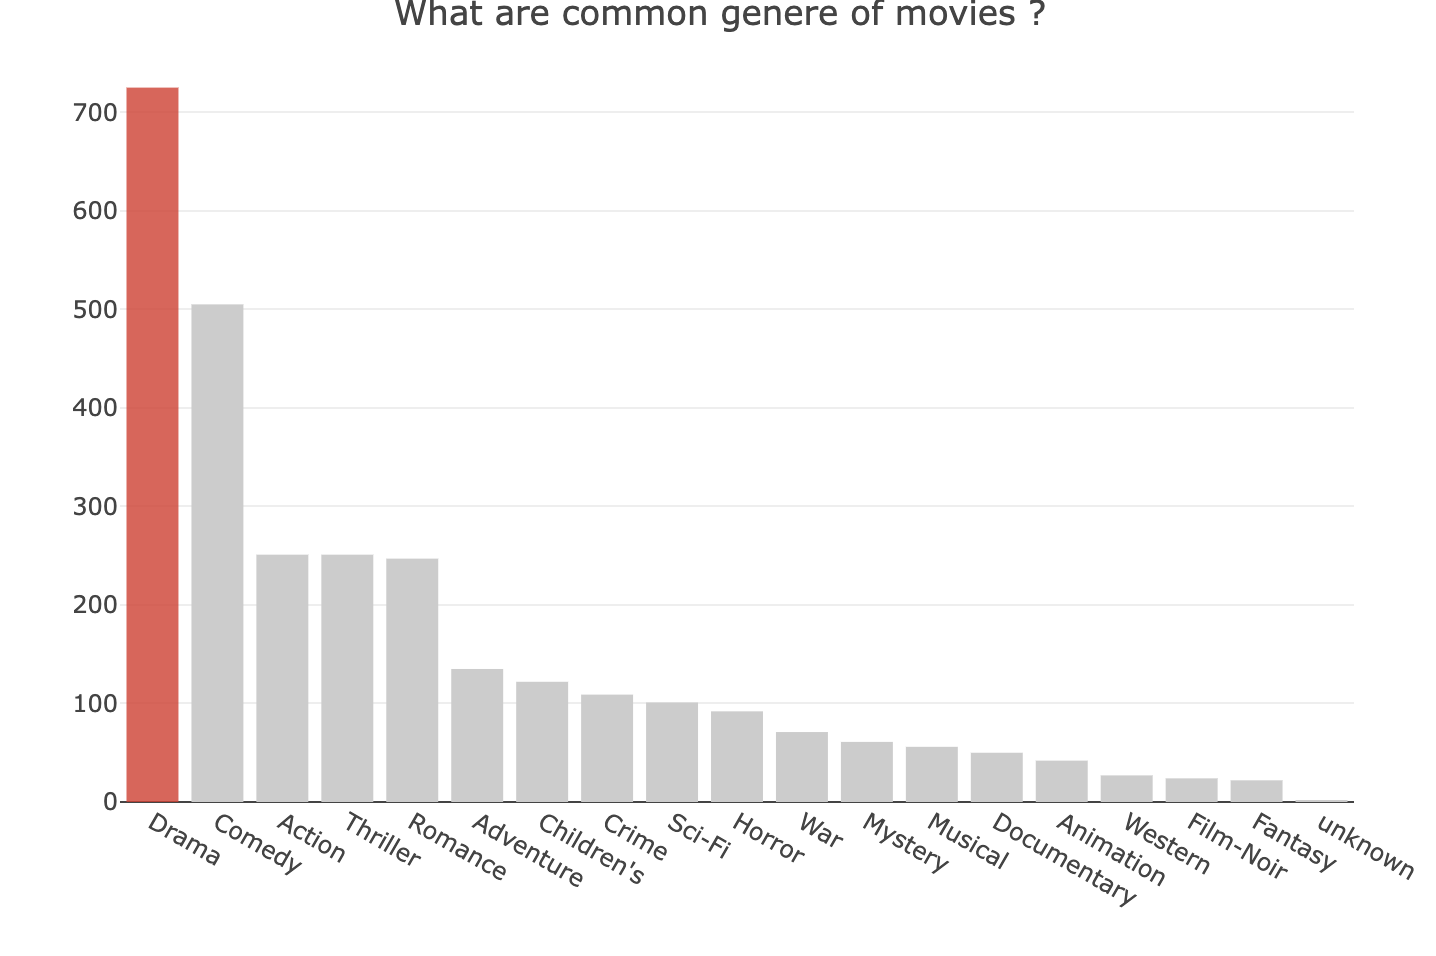 What are common genere of movies ?
700
600
500
400
300
200
100
0
Drama
Comedy
Action
Thriller
Romance
Adventure
Children's
Crime
Sci-Fi
Horror
War
Mystery
Musical
Documentary
Animation
Western
Film-Noir
Fantasy
unknown